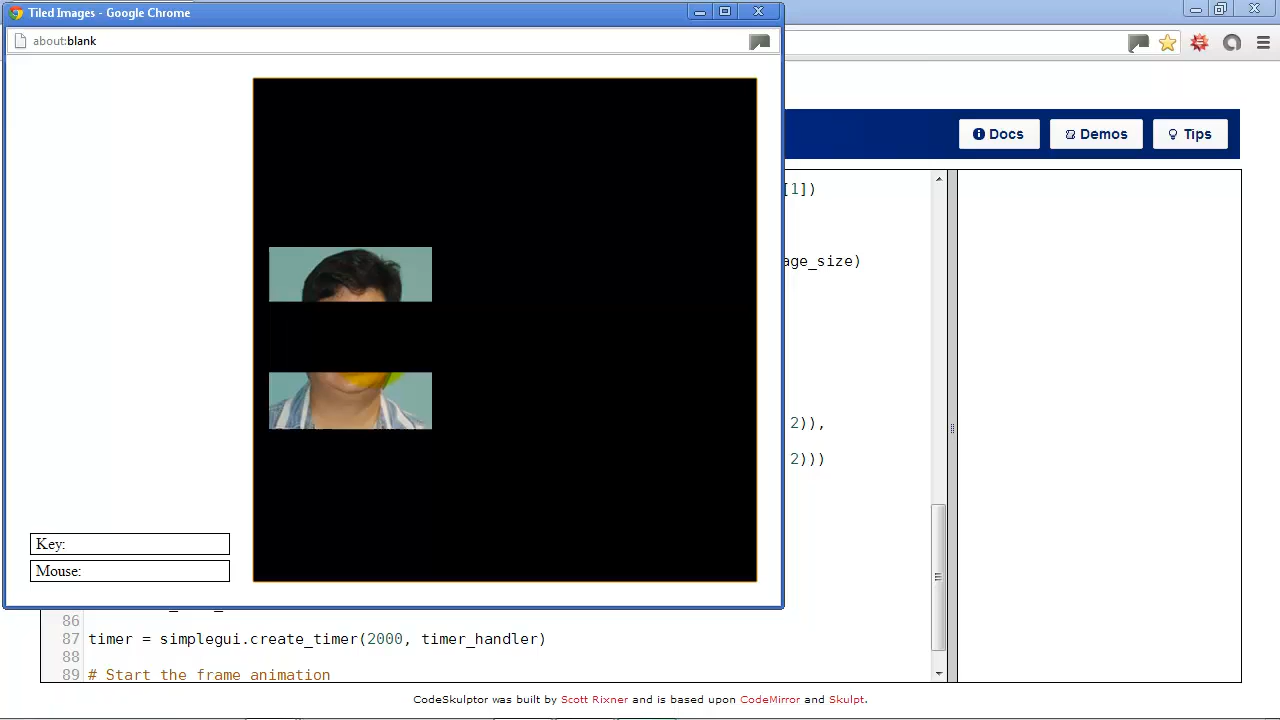 Tiled Images - Google Chrome
about:blank
Docs
Demos
Tips
[1])
age_size)
2)),
2)))
Key:
Mouse:
86
87 timer = simplegui.create_timer(2000, timer_handler)
88
89 # Start the frame animation
CodeSkulptor was built by Scott Rixner and is based upon CodeMirror and Skulpt.